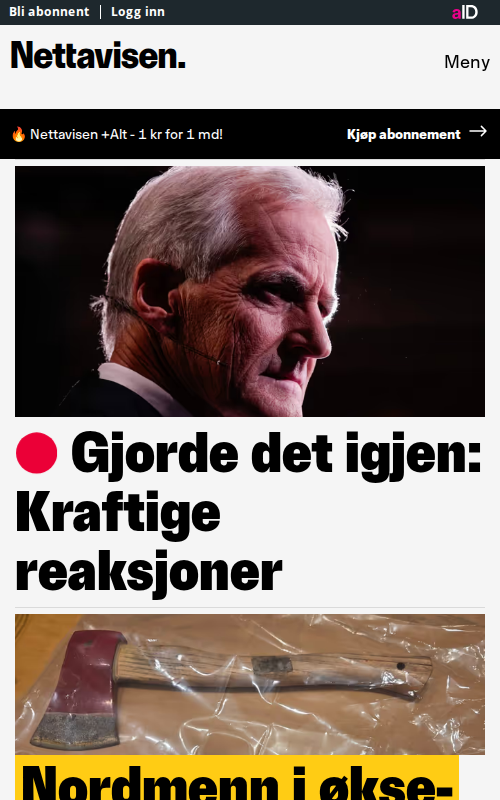 Bli abonnent | Logg inn
aID
Nettavisen.
Meny
🔥 Nettavisen +Alt - 1 kr for 1 md!
Kjøp abonnement →
Gjorde det igjen:
Kraftige
reaksjoner
Nordmenn i økse-